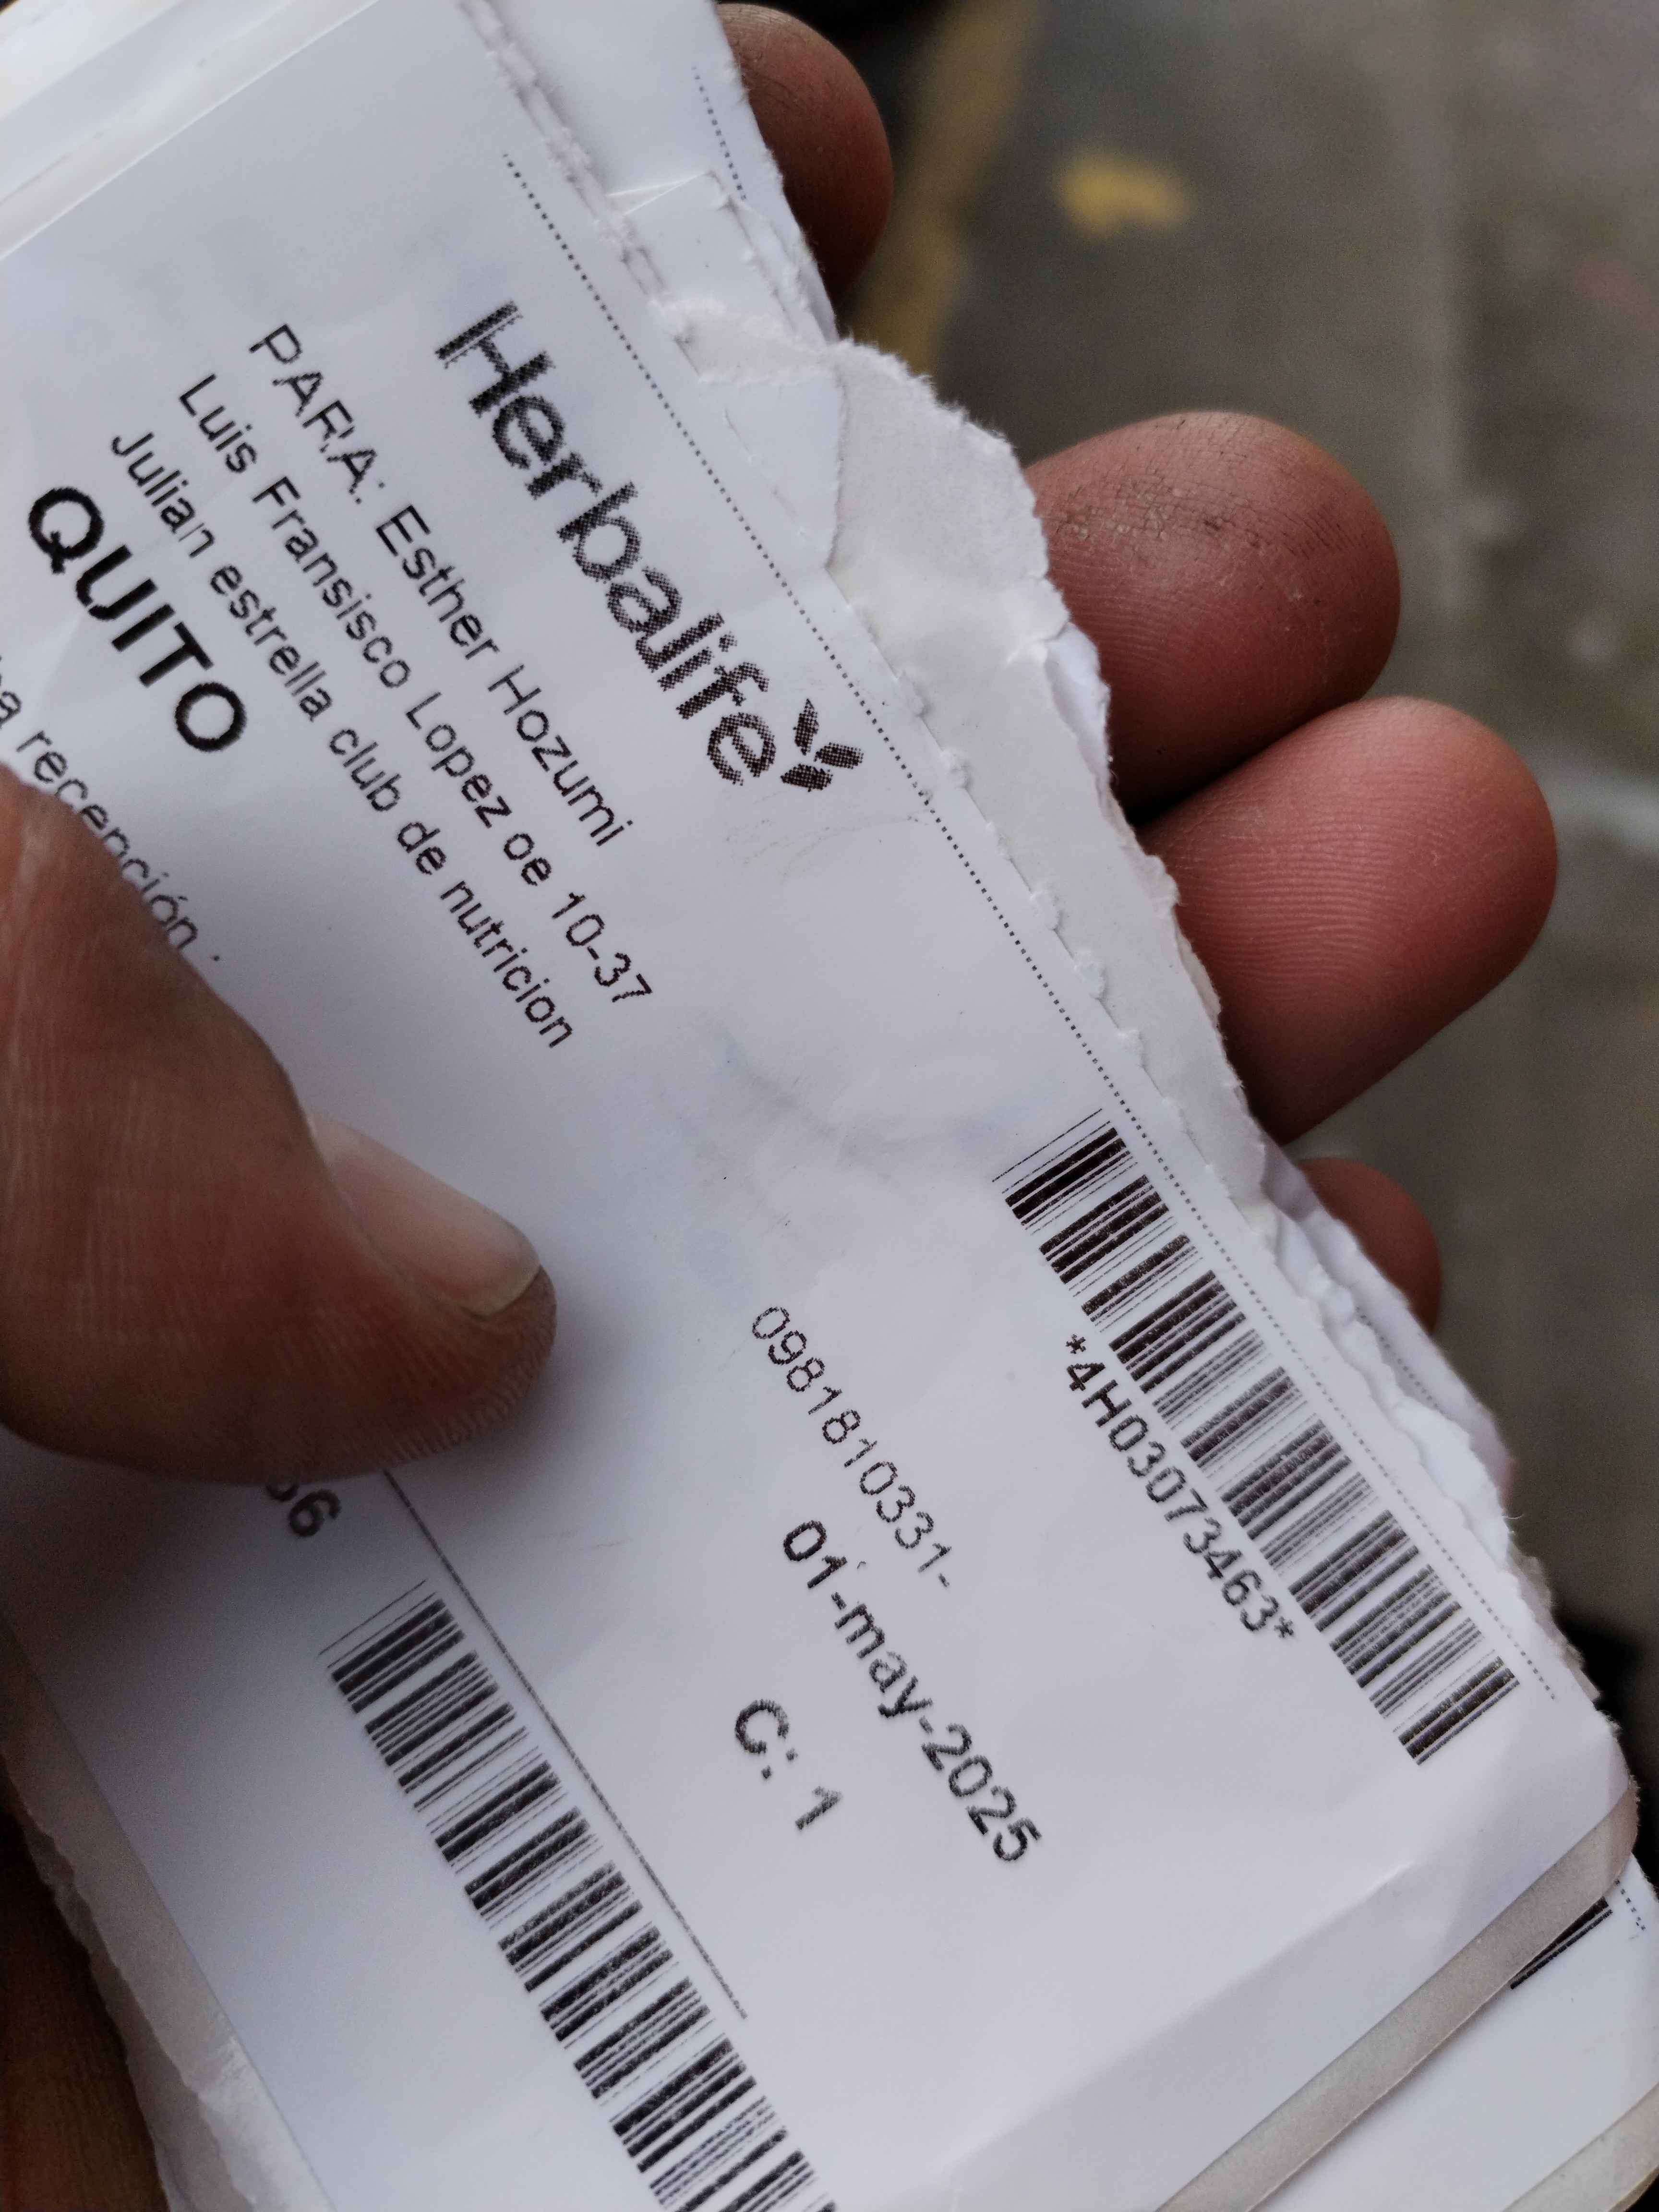 Herbalife
*4H03073463*
PARA: Esther Hozumi
Luis Fransisco Lopez oe 10-37
0981810331-
Julian estrella club de nutricion
01-may-2025
QUITO
C: 1
recepción